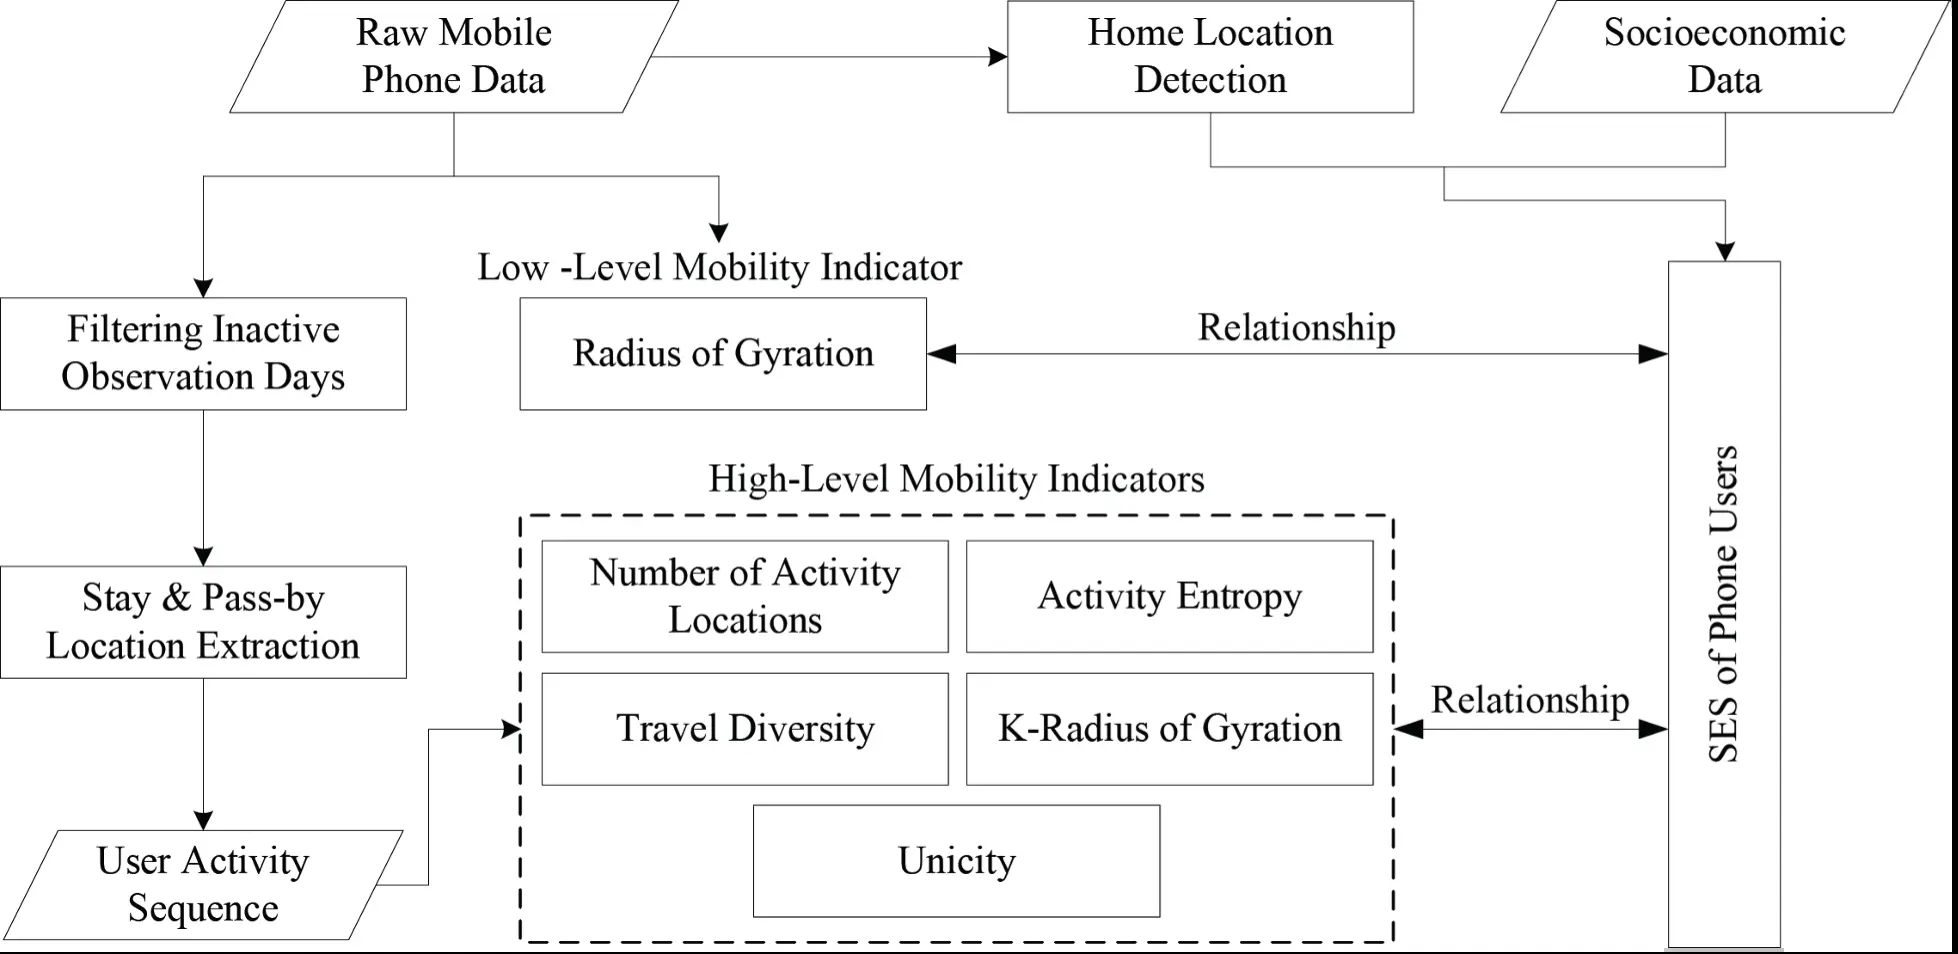 Raw Mobile
Phone Data
Home Location
Detection
Socioeconomic
Data
Low -Level Mobility Indicator
Filtering Inactive
Observation Days
Radius of Gyration
Relationship
High-Level Mobility Indicators
Stay & Pass-by
Location Extraction
Number of Activity
Locations
Activity Entropy
Travel Diversity
K-Radius of Gyration
Relationship
SES of Phone Users
User Activity
Sequence
Unicity